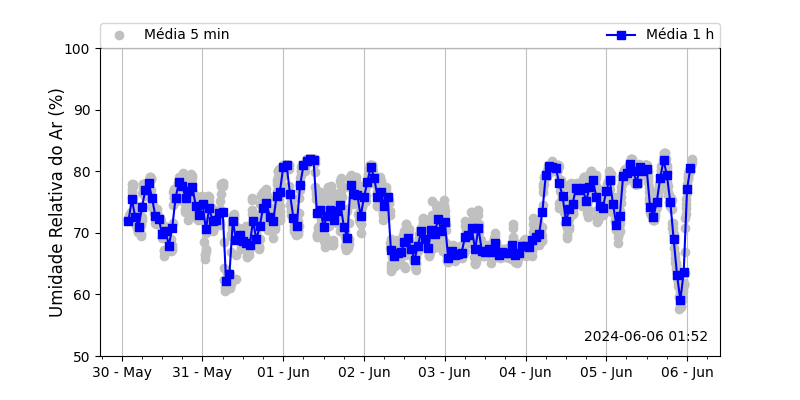 Média 5 min
Média 1 h
Umidade Relativa do Ar (%)
100
90
80
70
60
50
2024-06-06 01:52
30 - May
31 - May
01 - Jun
02 - Jun
03 - Jun
04 - Jun
05 - Jun
06 - Jun